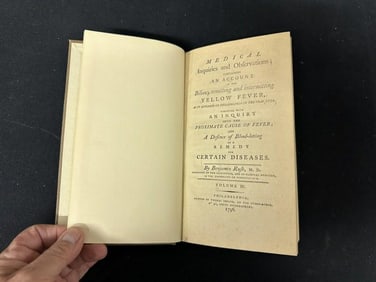 MEDICAL
Inquiries and Observations;
CONTAINING
AN ACCOUNT
OF THE
Bilious, remitting and intermitting
YELLOW FEVER,
AS IT APPEARED IN PHILADELPHIA IN THE YEAR 1794.
TOGETHER WITH
AN INQUIRY
INTO THE
PROXIMATE CAUSE OF FEVER;
AND
A Defence of Blood-letting
AS A
REMEDY
FOR
CERTAIN DISEASES.
By Benjamin Rush, M. D.
VOLUME IV.
PHILADELPHIA:
1796.